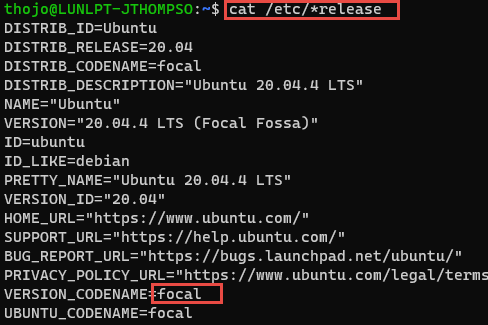 thojo@LUNLPT-JTHOMPSO:~$ cat /etc/*release
DISTRIB_ID=Ubuntu
DISTRIB_RELEASE=20.04
DISTRIB_CODENAME=focal
DISTRIB_DESCRIPTION="Ubuntu 20.04.4 LTS"
NAME="Ubuntu"
VERSION="20.04.4 LTS (Focal Fossa)"
ID=ubuntu
ID_LIKE=debian
PRETTY_NAME="Ubuntu 20.04.4 LTS"
VERSION_ID="20.04"
HOME_URL="https://www.ubuntu.com/"
SUPPORT_URL="https://help.ubuntu.com/"
BUG_REPORT_URL="https://bugs.launchpad.net/ubuntu/"
PRIVACY_POLICY_URL="https://www.ubuntu.com/legal/terms
VERSION_CODENAME=focal
UBUNTU_CODENAME=focal